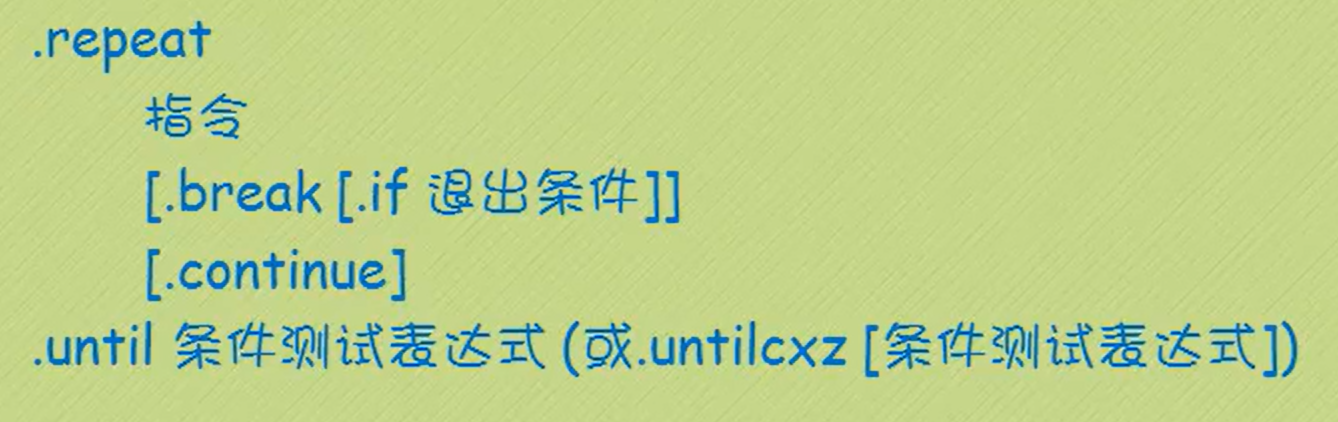 .repeat
指令
[.break [.if 退出条件]]
[.continue]
.until 条件测试表达式 (或.untilcxz [条件测试表达式])